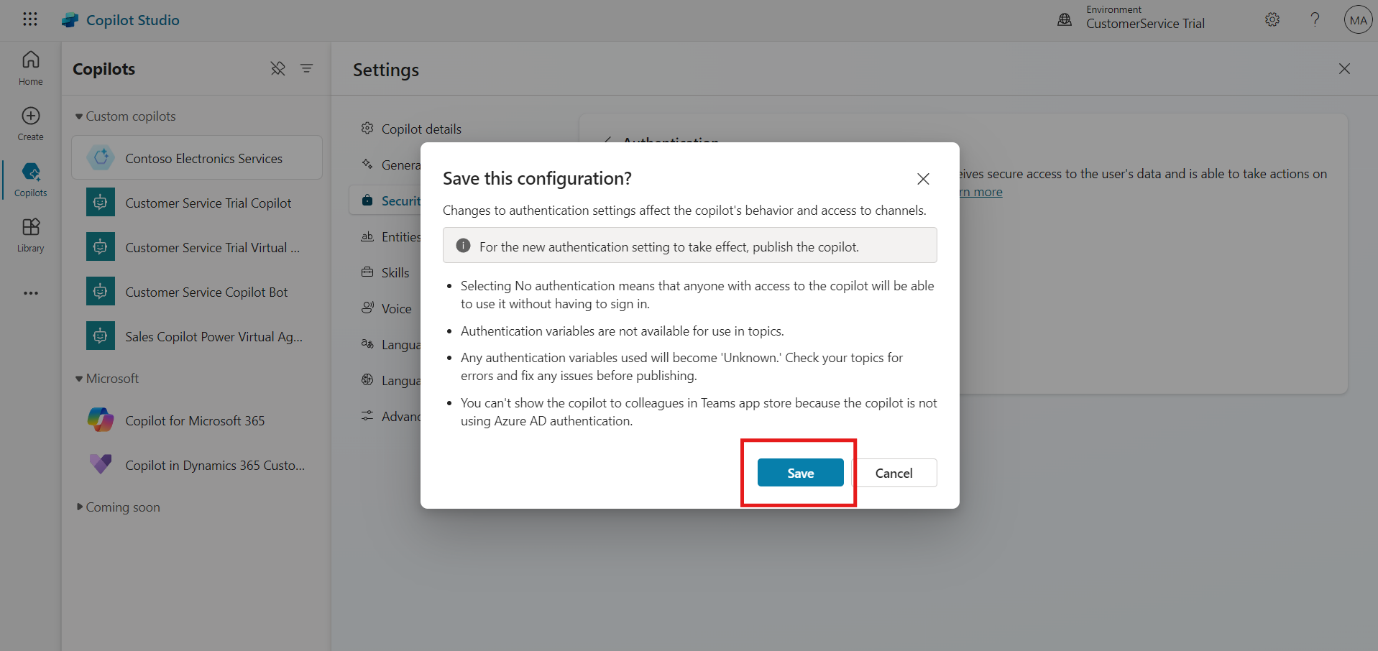 Copilot Studio
Environment
CustomerService Trial
MA
Home
Create
Copilots
Library
Copilots
Custom copilots
Contoso Electronics Services
Customer Service Trial Copilot
Customer Service Trial Virtual ...
Customer Service Copilot Bot
Sales Copilot Power Virtual Ag...
Microsoft
Copilot for Microsoft 365
Copilot in Dynamics 365 Custo...
Coming soon
Settings
Copilot details
Genera
Securit
Entities
Skills
Voice
Langua
Langua
Advanc
Authentication
eives secure access to the user's data and is able to take actions on
rn more
Save this configuration?
Changes to authentication settings affect the copilot's behavior and access to channels.
For the new authentication setting to take effect, publish the copilot.
• Selecting No authentication means that anyone with access to the copilot will be able
to use it without having to sign in.
• Authentication variables are not available for use in topics.
• Any authentication variables used will become 'Unknown.' Check your topics for
errors and fix any issues before publishing.
• You can't show the copilot to colleagues in Teams app store because the copilot is not
using Azure AD authentication.
Save
Cancel